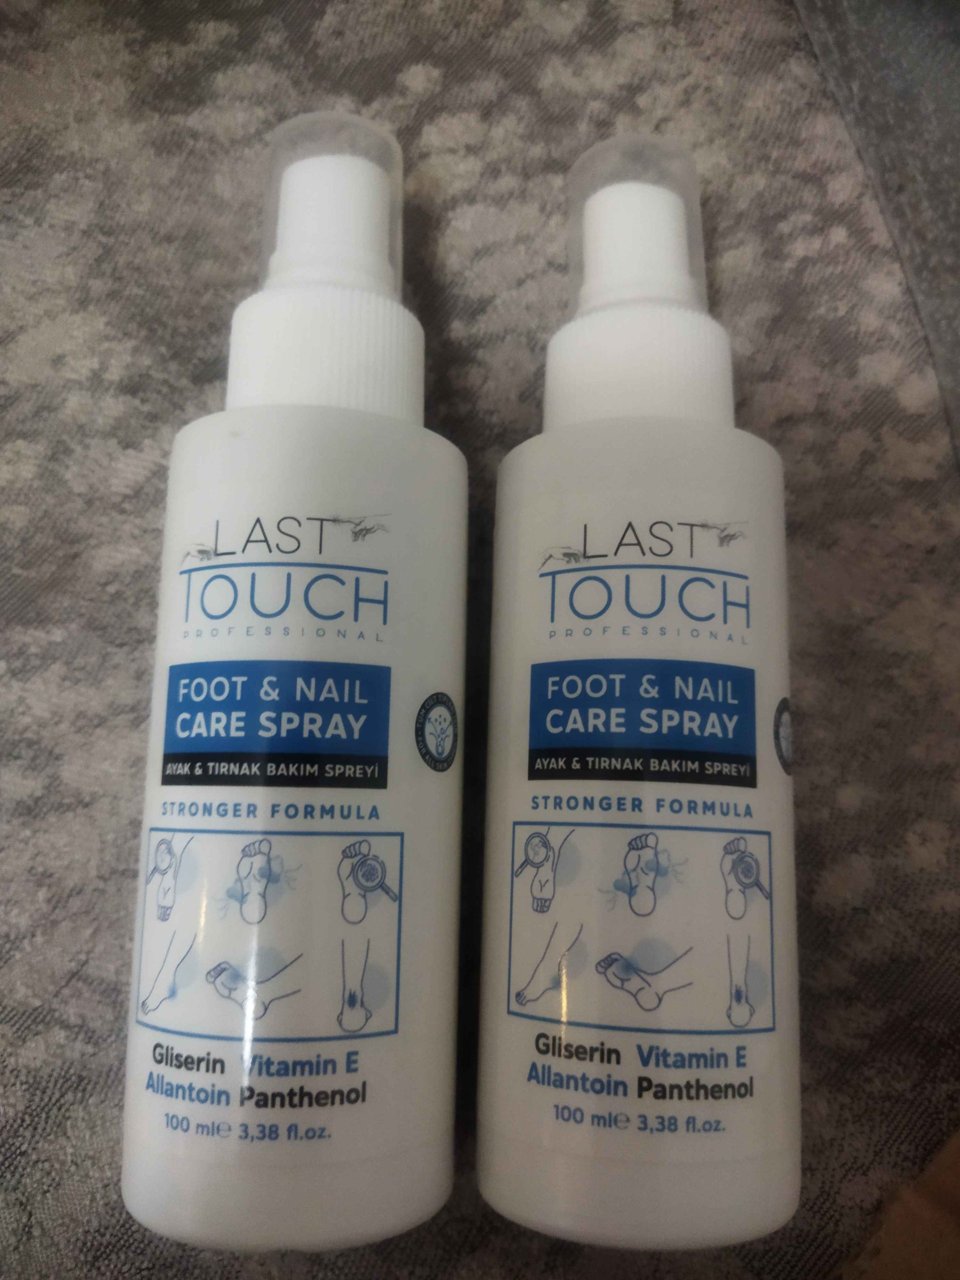 LAST
TOUCH
PROFESSIONAL
FOOT & NAIL
CARE SPRAY
AYAK & TIRNAK BAKIM SPREYİ
STRONGER FORMULA
Gliserin Vitamin E
Allantoin Panthenol
100 ml℮ 3,38 fl.oz.
LAST
TOUCH
PROFESSIONAL
FOOT & NAIL
CARE SPRAY
AYAK & TIRNAK BAKIM SPREYİ
STRONGER FORMULA
Gliserin Vitamin E
Allantoin Panthenol
100 ml℮ 3,38 fl.oz.